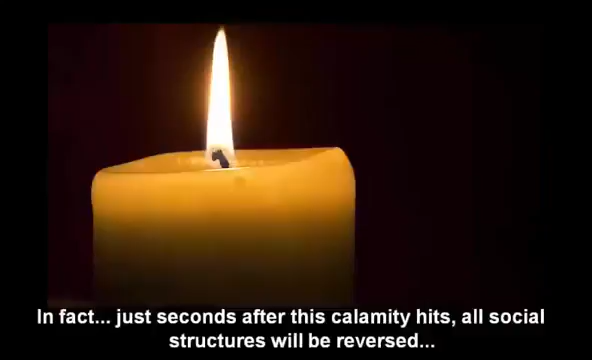 In fact... just seconds after this calamity hits, all social
structures will be reversed...